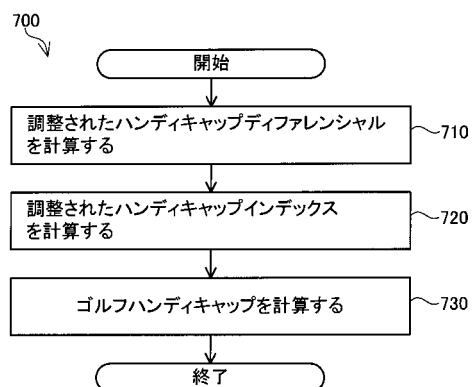 700
開始
調整されたハンディキャップディファレンシャル
を計算する
710
調整されたハンディキャップインデックス
を計算する
720
ゴルフハンディキャップを計算する
730
終了